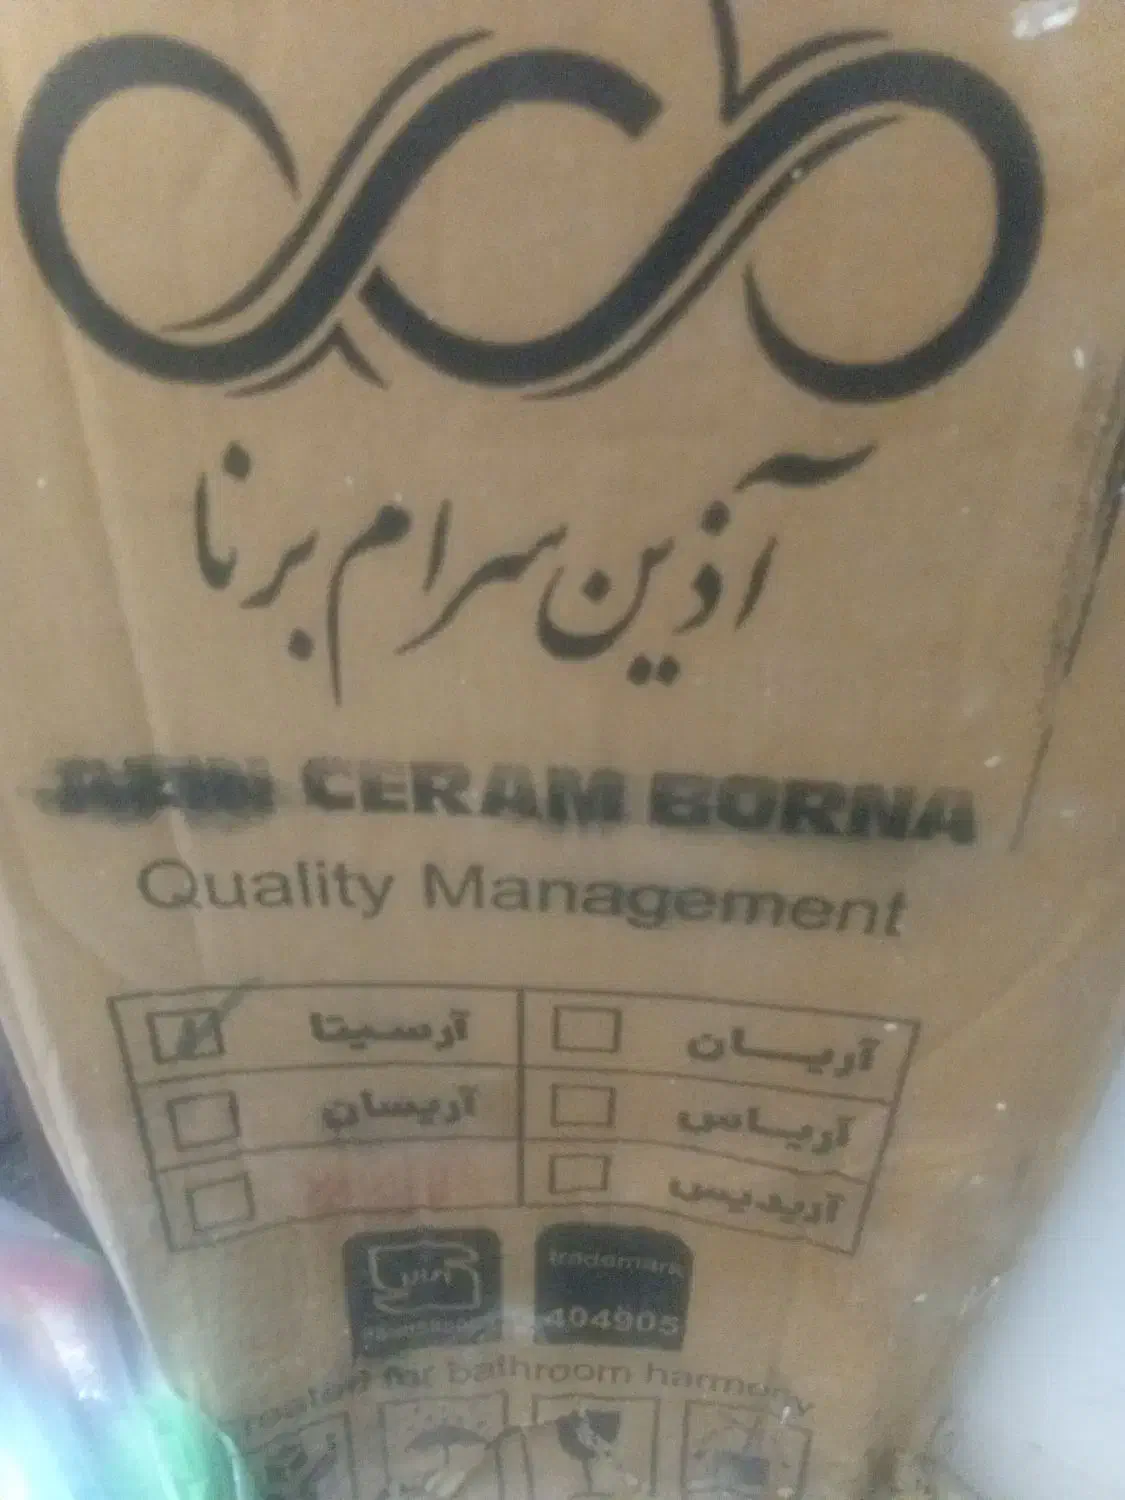 آذین سرام برنا
CERAM BORNA
Quality Management
آریان آرسیتا
آریاس آریسان
آریدیس
trademark
404905
for bathroom harmony